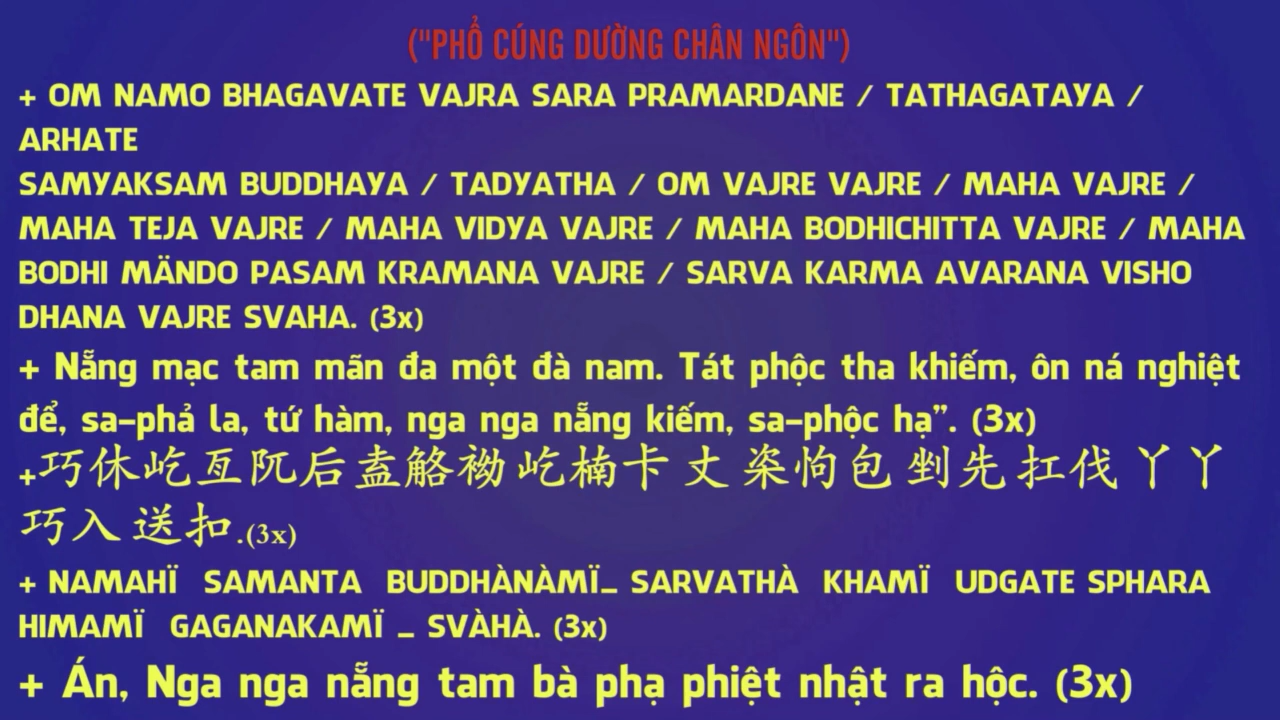 ("PHỔ CÚNG DƯỜNG CHÂN NGÔN")
+ OM NAMO BHAGAVATE VAJRA SARA PRAMARDANE / TATHAGATAYA /
ARHATE
SAMYAKSAM BUDDHAYA / TADYATHA / OM VAJRE VAJRE / MAHA VAJRE /
MAHA TEJA VAJRE / MAHA VIDYA VAJRE / MAHA BODHICHITTA VAJRE / MAHA
BODHI MÄNDO PASAM KRAMANA VAJRE / SARVA KARMA AVARANA VISHO
DHANA VAJRE SVAHA. (3x)
+ Nẵng mạc tam mãn đa một đà nam. Tát phộc tha khiếm, ôn ná nghiệt
để, sa-phả la, tứ hàm, nga nga nẵng kiếm, sa-phộc hạ”. (3x)
+巧休屹亙阢后盍觡袎屹楠卡丈桼怐包剉先扛伐丫丫
巧入送扣.(3x)
+ NAMAHÏ SAMANTA BUDDHÀNÀMÏ_ SARVATHÀ KHAMÏ UDGATE SPHARA
HIMAMÏ GAGANAKAMÏ _ SVÀHÀ. (3x)
+ Án, Nga nga nẵng tam bà phạ phiệt nhật ra hộc. (3x)